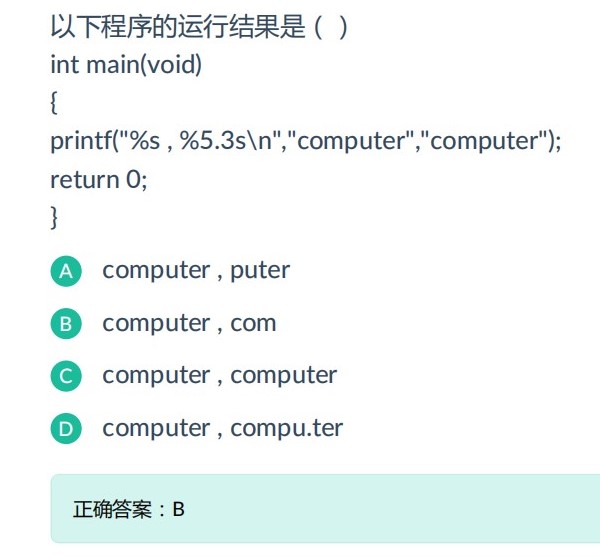 以下程序的运行结果是 ( )
int main(void)
{
printf("%s , %5.3s\n","computer","computer");
return 0;
}
A computer , puter
B computer , com
C computer , computer
D computer , compu.ter
正确答案：B